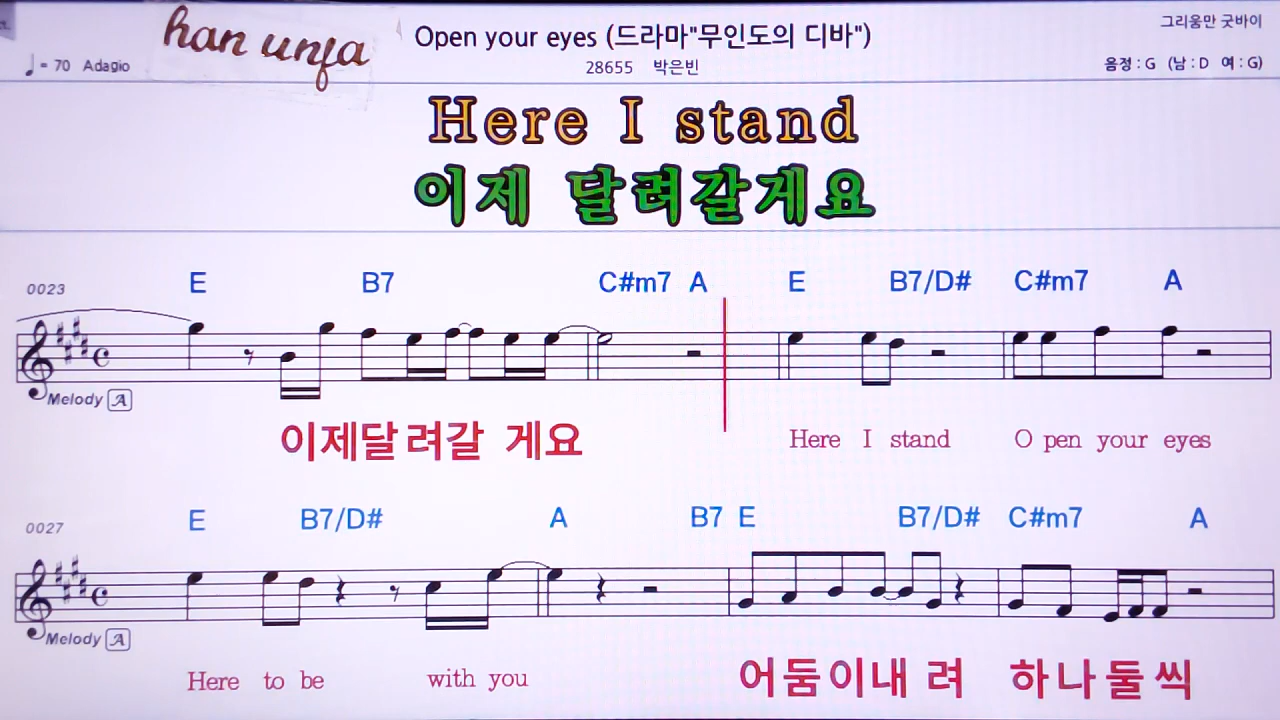 han unja
Open your eyes (드라마"무인도의 디바")
그리움만 굿바이
♩= 70 Adagio
28655 박은빈
음정 : G (남 : D 여 : G)
Here I stand
이제 달려갈게요
0023 E B7 C#m7 A E B7/D# C#m7 A
Melody A
이제달 려갈 게요 Here I stand O pen your eyes
0027 E B7/D# A B7 E B7/D# C#m7 A
Melody A
Here to be with you 어둠이내 려 하나둘씩